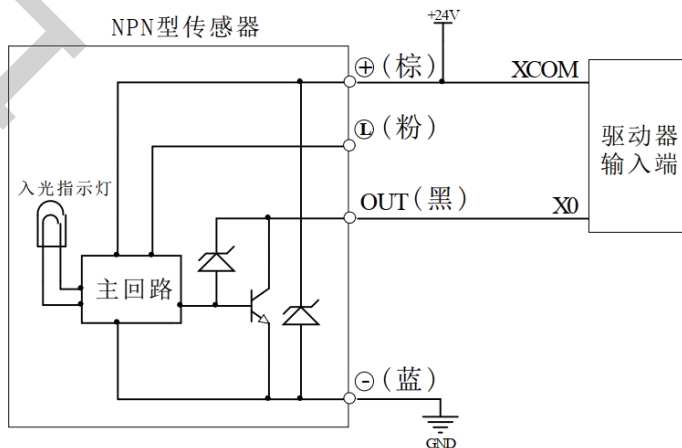 +24V
NPN型传感器
⊕(棕)
XCOM
Ⓛ(粉)
驱动器
输入端
入光指示灯
OUT(黑)
X0
主回路
⊖(蓝)
GND